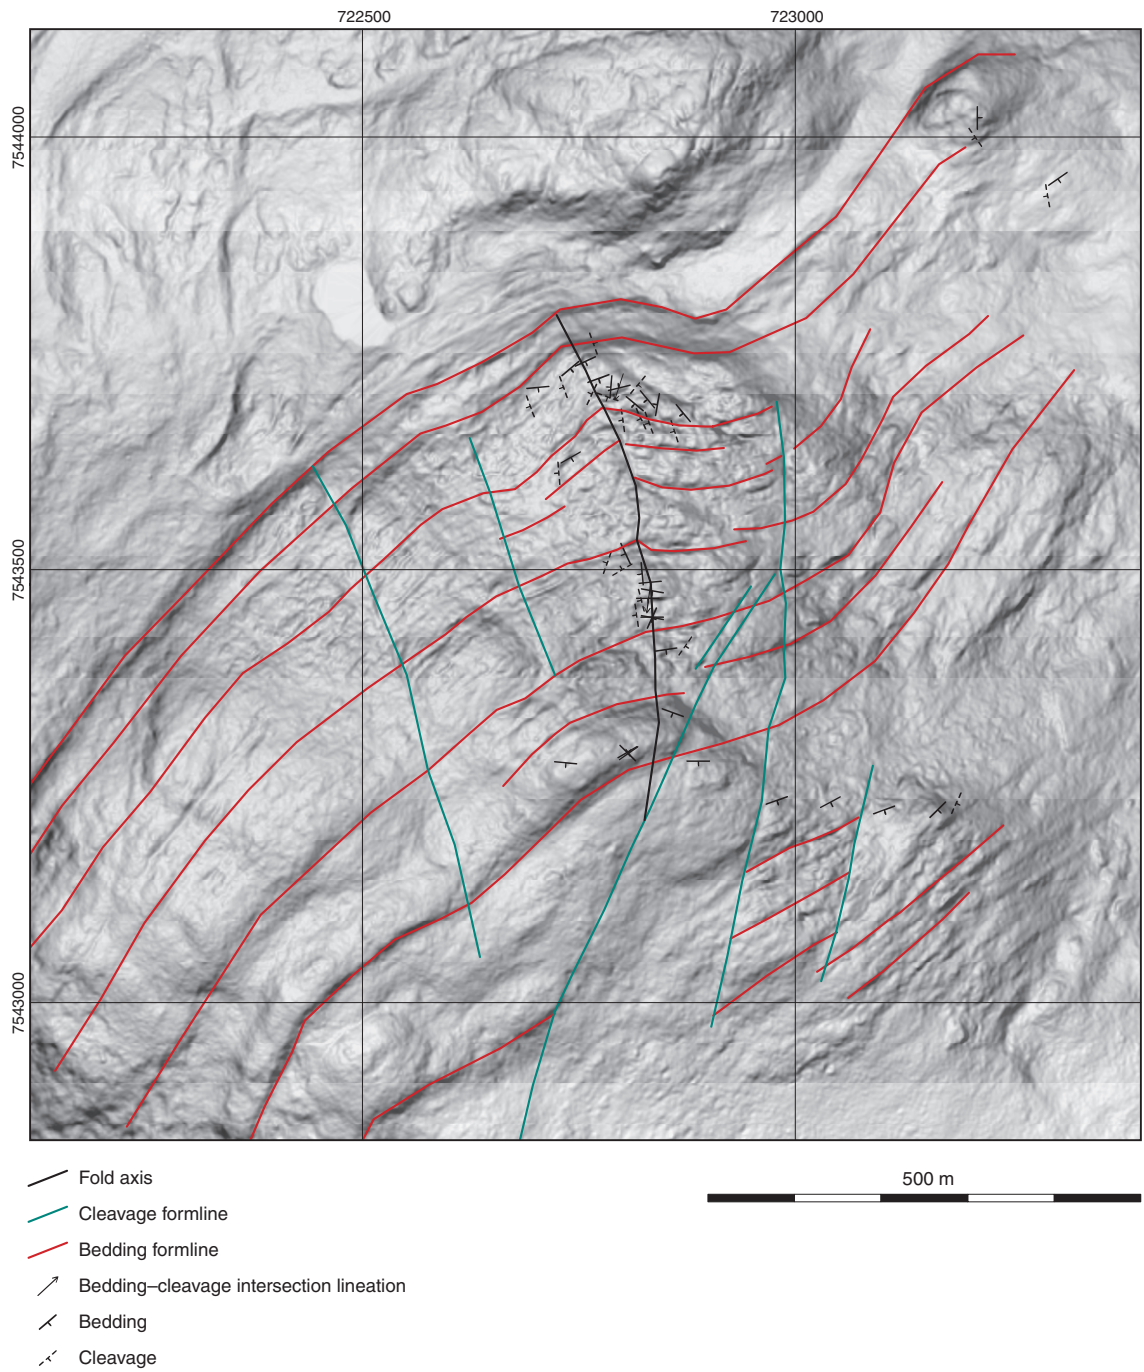 722500
723000
7544000
7543500
7543000
Fold axis
500 m
Cleavage formline
Bedding formline
Bedding–cleavage intersection lineation
Bedding
Cleavage